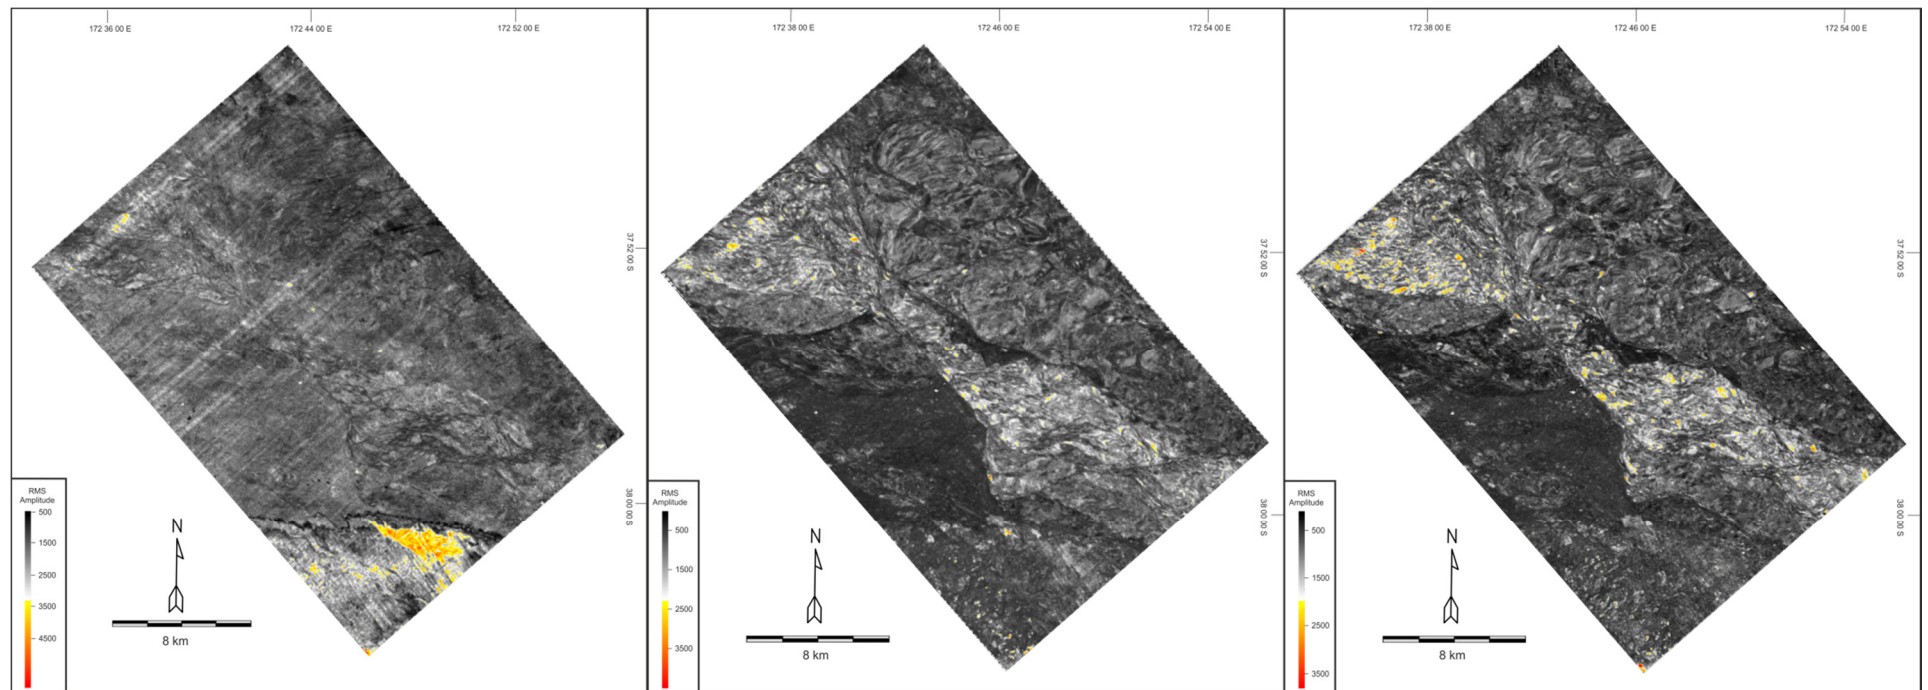 172 36 00 E
172 44 00 E
172 52 00 E
37 52 00 S
38 00 00 S
RMS
Amplitude
500
1500
2500
3500
4500
N
8 km
172 38 00 E
172 46 00 E
172 54 00 E
37 52 00 S
38 00 00 S
RMS
Amplitude
500
1500
2500
3500
N
8 km
172 38 00 E
172 46 00 E
172 54 00 E
37 52 00 S
38 00 00 S
RMS
Amplitude
500
1500
2500
3500
N
8 km